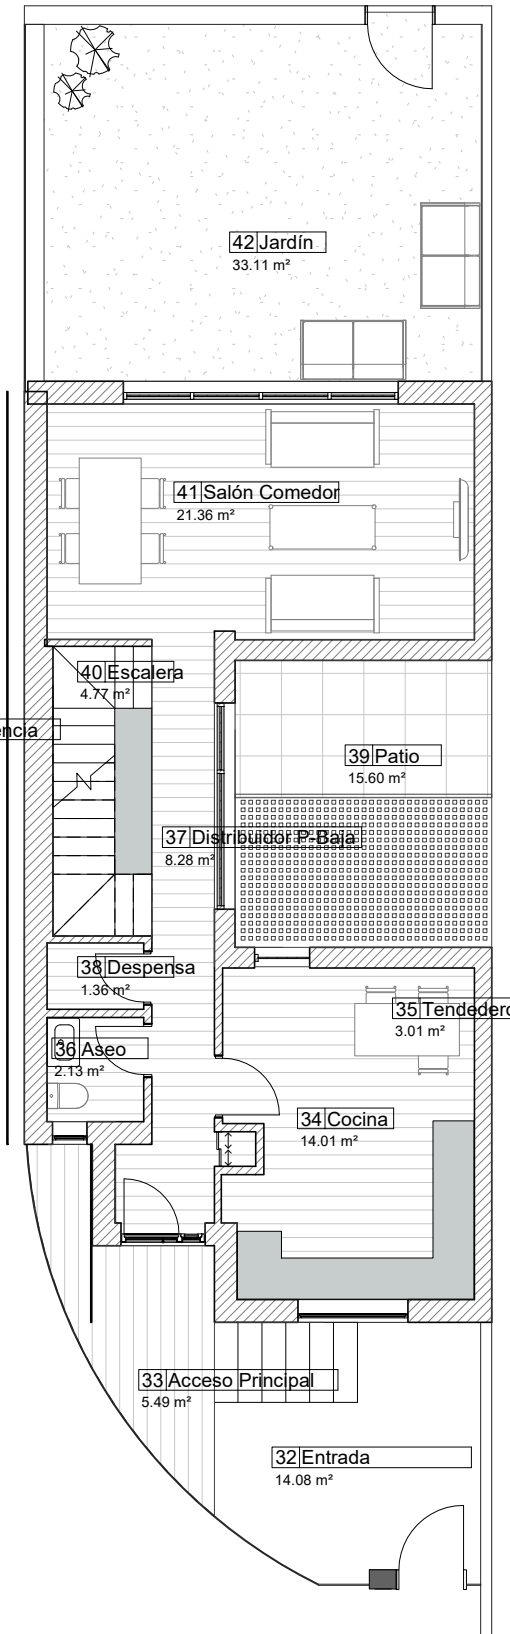 42 Jardín
33.11 m²
41 Salón Comedor
21.36 m²
40 Escalera
4.77 m²
encia
39 Patio
15.60 m²
37 Distribuidor P-Baja
8.28 m²
38 Despensa
1.36 m²
35 Tendedero
3.01 m²
36 Aseo
2.13 m²
34 Cocina
14.01 m²
33 Acceso Principal
5.49 m²
32 Entrada
14.08 m²